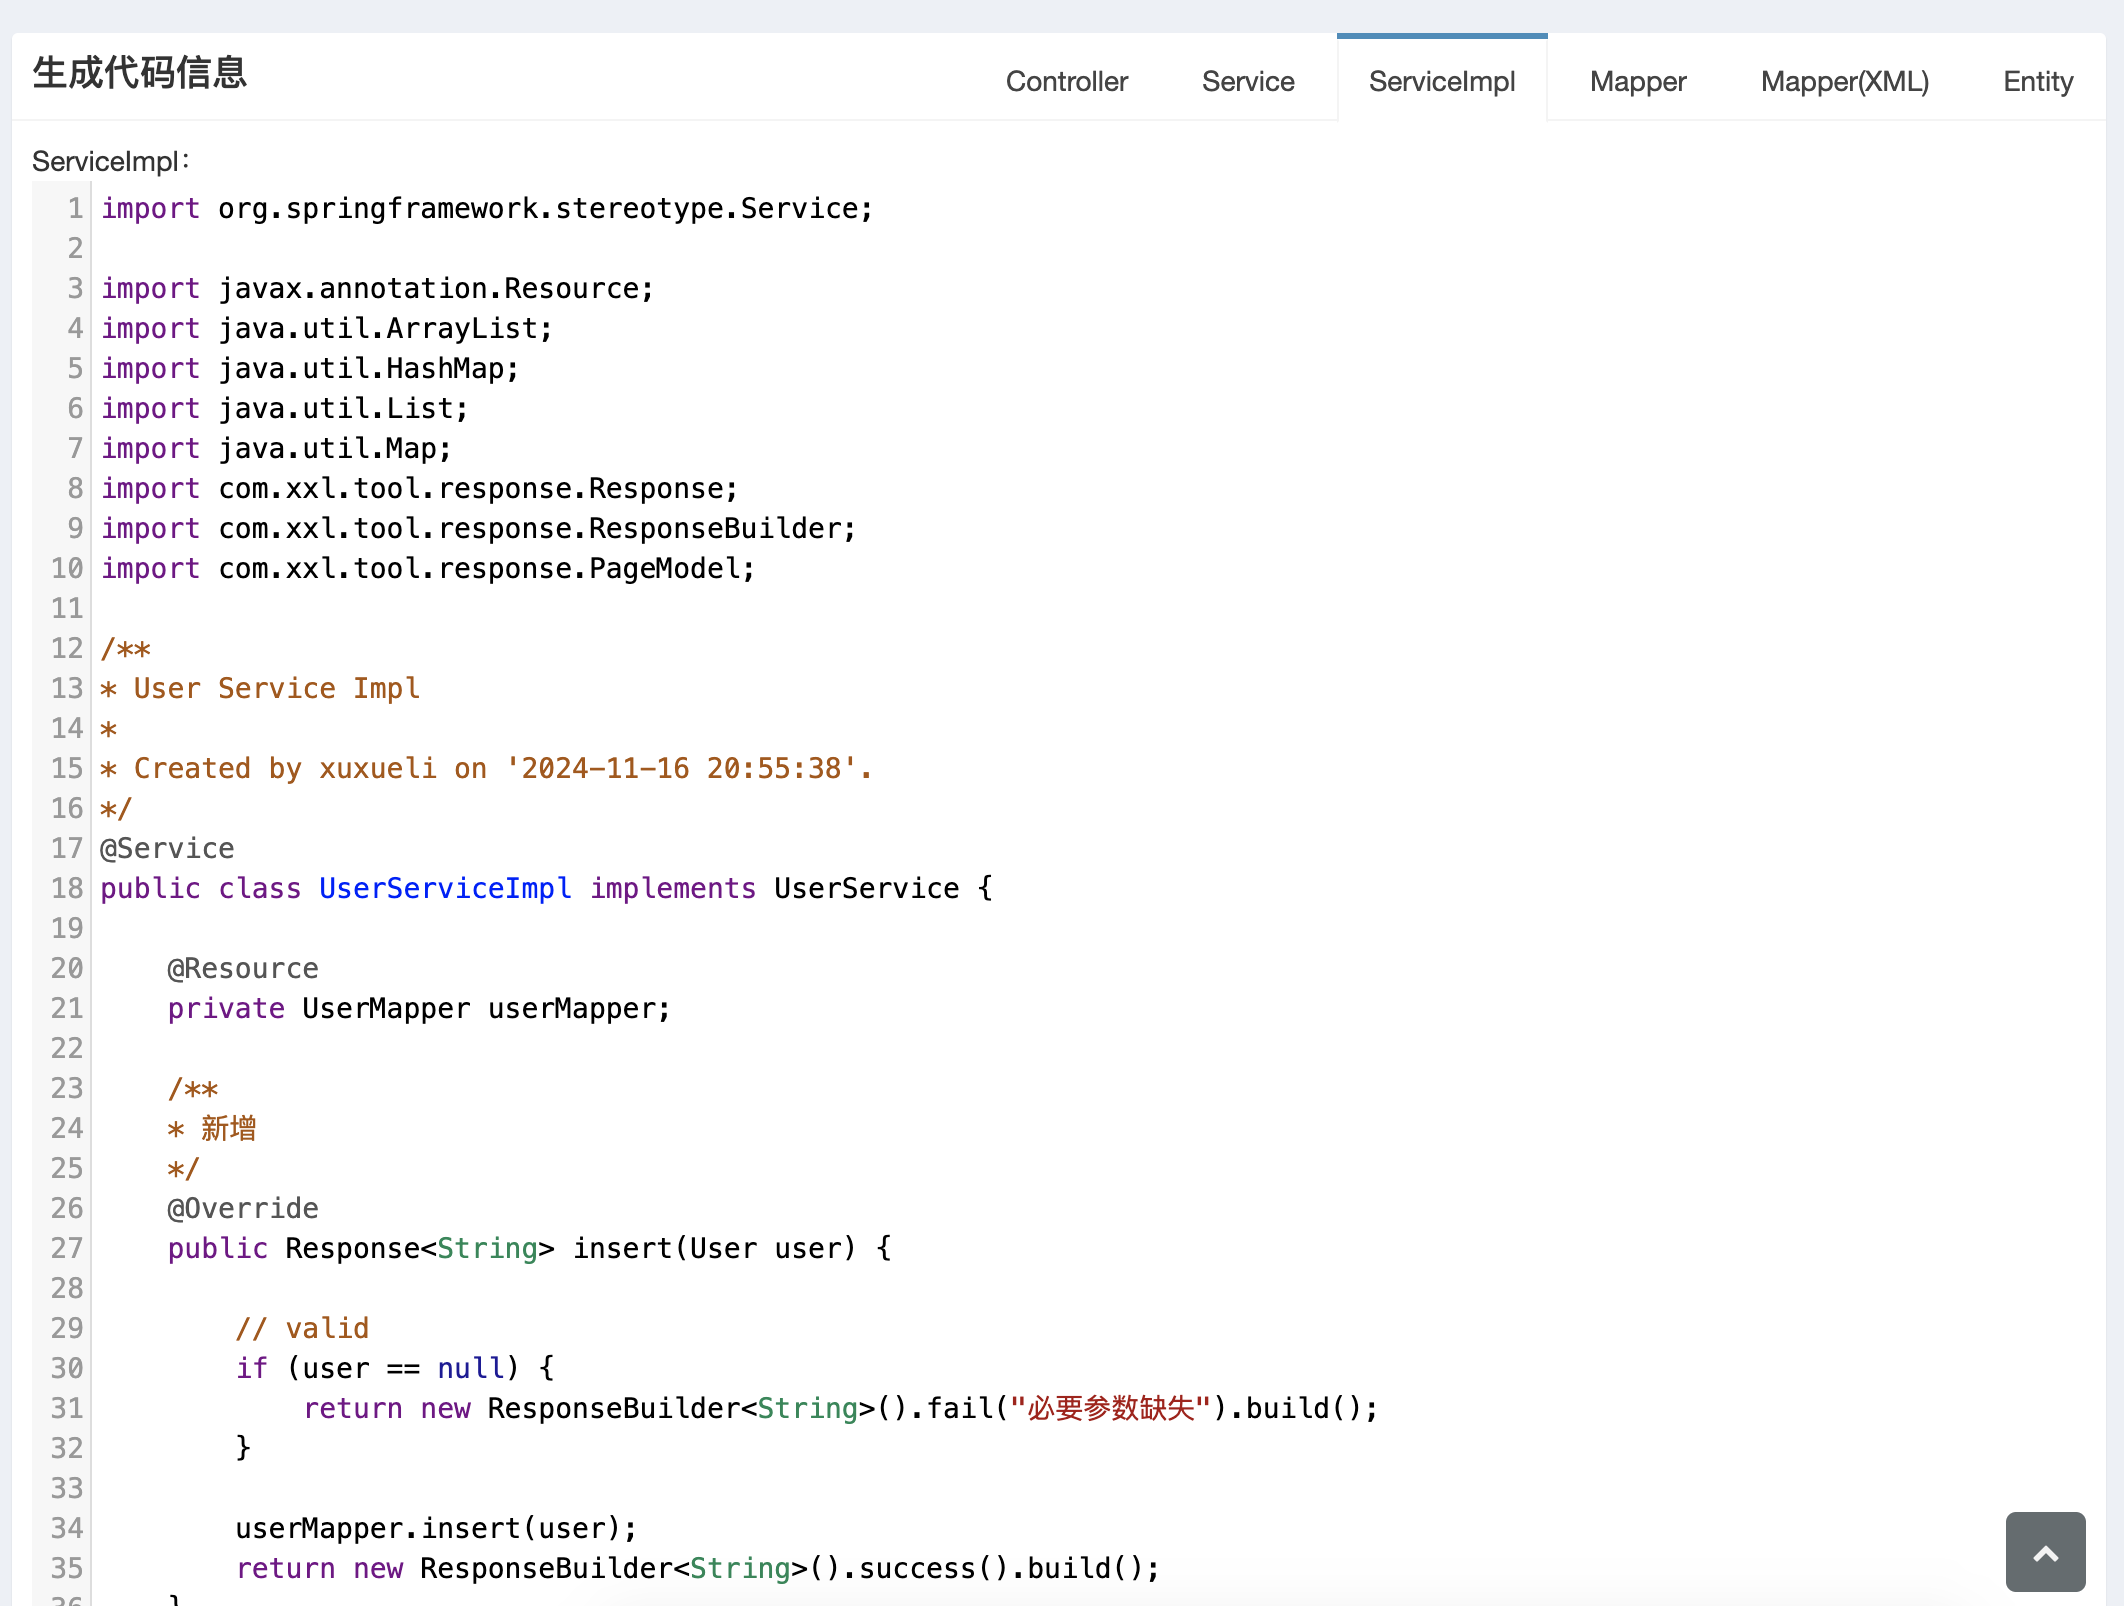 生成代码信息
Controller
Service
ServiceImpl
Mapper
Mapper(XML)
Entity
ServiceImpl：
1 import org.springframework.stereotype.Service;
2
3 import javax.annotation.Resource;
4 import java.util.ArrayList;
5 import java.util.HashMap;
6 import java.util.List;
7 import java.util.Map;
8 import com.xxl.tool.response.Response;
9 import com.xxl.tool.response.ResponseBuilder;
10 import com.xxl.tool.response.PageModel;
11
12 /**
13 * User Service Impl
14 *
15 * Created by xuxueli on '2024-11-16 20:55:38'.
16 */
17 @Service
18 public class UserServiceImpl implements UserService {
19
20     @Resource
21     private UserMapper userMapper;
22
23     /**
24     * 新增
25     */
26     @Override
27     public Response<String> insert(User user) {
28
29         // valid
30         if (user == null) {
31             return new ResponseBuilder<String>().fail("必要参数缺失").build();
32         }
33
34         userMapper.insert(user);
35         return new ResponseBuilder<String>().success().build();
36     }